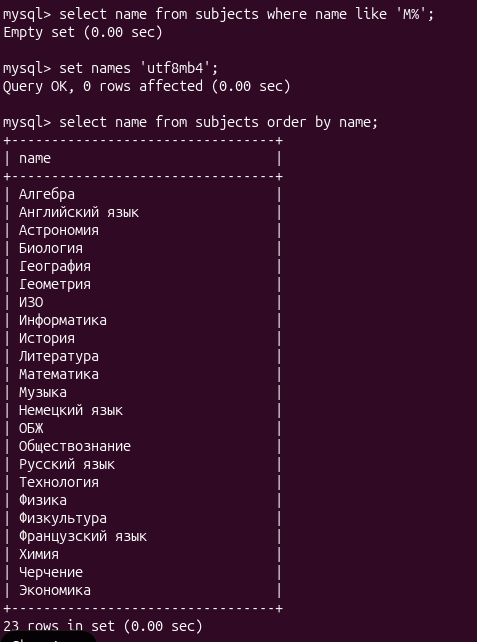 mysql> select name from subjects where name like 'M%';
Empty set (0.00 sec)
mysql> set names 'utf8mb4';
Query OK, 0 rows affected (0.00 sec)
mysql> select name from subjects order by name;
+---------------------------------+
| name |
+---------------------------------+
| Алгебра |
| Английский язык |
| Астрономия |
| Биология |
| География |
| Геометрия |
| ИЗО |
| Информатика |
| История |
| Литература |
| Математика |
| Музыка |
| Немецкий язык |
| ОБЖ |
| Обществознание |
| Русский язык |
| Технология |
| Физика |
| Физкультура |
| Французский язык |
| Химия |
| Черчение |
| Экономика |
+---------------------------------+
23 rows in set (0.00 sec)